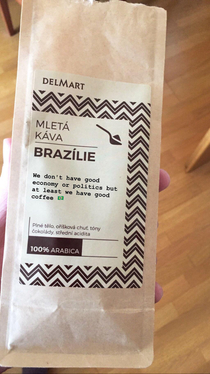 DELMART
MLETÁ
KÁVA
BRAZÍLIE
We don't have good
economy or politics but
at least we have good
coffee 🇧🇷
Plné tělo, oříšková chuť, tóny
čokolády, střední acidita
100% ARABICA